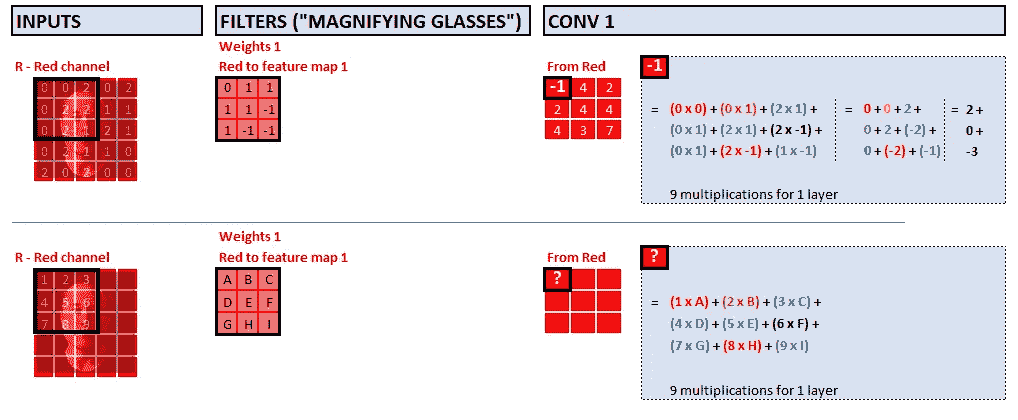 INPUTS
FILTERS ("MAGNIFYING GLASSES")
CONV 1
Weights 1
R - Red channel
Red to feature map 1
From Red
0 0 2 0 2
0 2 2 1 1
0 2 1 2 1
0 2 1 1 0
2 0 2 0 0
0 1 1
1 1 -1
1 -1 -1
-1 4 2
2 4 4
4 3 7
-1
= (0 x 0) + (0 x 1) + (2 x 1) + = 0 + 0 + 2 + = 2 +
(0 x 1) + (2 x 1) + (2 x -1) + 0 + 2 + (-2) + 0 +
(0 x 1) + (2 x -1) + (1 x -1) 0 + (-2) + (-1) -3
9 multiplications for 1 layer
Weights 1
R - Red channel
Red to feature map 1
From Red
1 2 3
4 5 6
7 8 9
A B C
D E F
G H I
?
?
= (1 x A) + (2 x B) + (3 x C) +
(4 x D) + (5 x E) + (6 x F) +
(7 x G) + (8 x H) + (9 x I)
9 multiplications for 1 layer